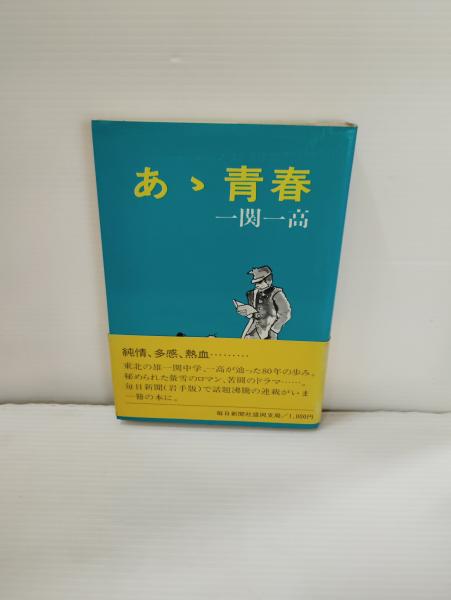 あゝ青春
一関一高
純情、多感、熱血………
東北の雄一関中学、一高が辿った80年の歩み。
秘められた螢雪のロマン、苦闘のドラマ……。
毎日新聞(岩手版)で話題沸騰の連載がいま
一冊の本に。
毎日新聞社盛岡支局/1,000円